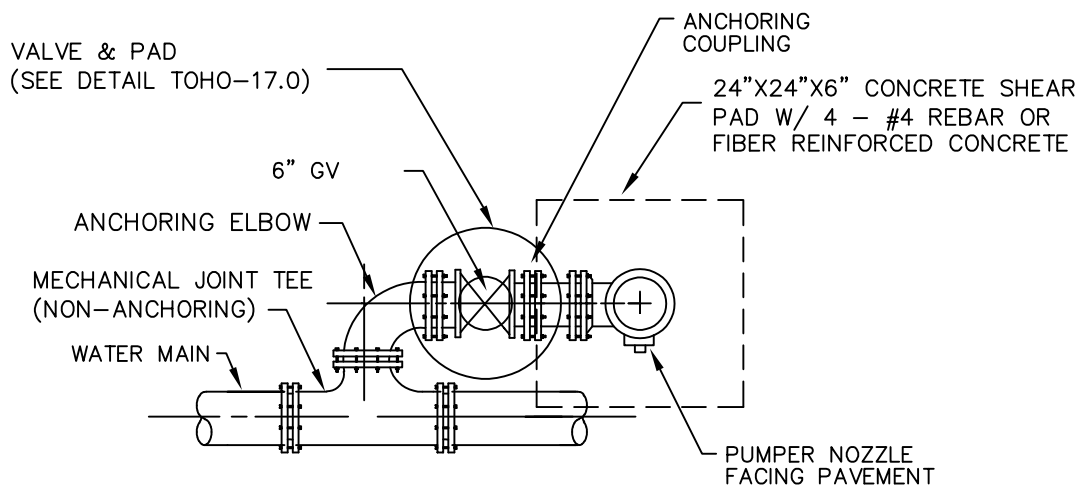 ANCHORING
COUPLING
VALVE & PAD
(SEE DETAIL TOHO-17.0)
24"X24"X6" CONCRETE SHEAR
PAD W/ 4 - #4 REBAR OR
FIBER REINFORCED CONCRETE
6" GV
ANCHORING ELBOW
MECHANICAL JOINT TEE
(NON-ANCHORING)
WATER MAIN
PUMPER NOZZLE
FACING PAVEMENT